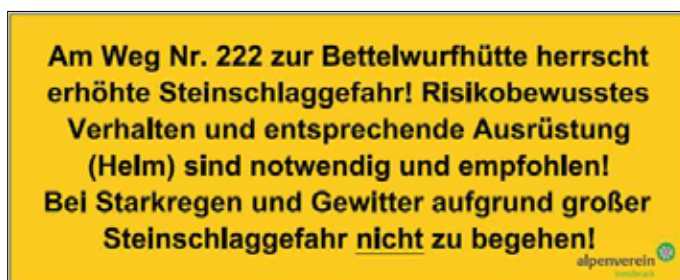 Am Weg Nr. 222 zur Bettelwurfhütte herrscht
erhöhte Steinschlaggefahr! Risikobewusstes
Verhalten und entsprechende Ausrüstung
(Helm) sind notwendig und empfohlen!
Bei Starkregen und Gewitter aufgrund großer
Steinschlaggefahr nicht zu begehen!
alpenverein
innsbruck